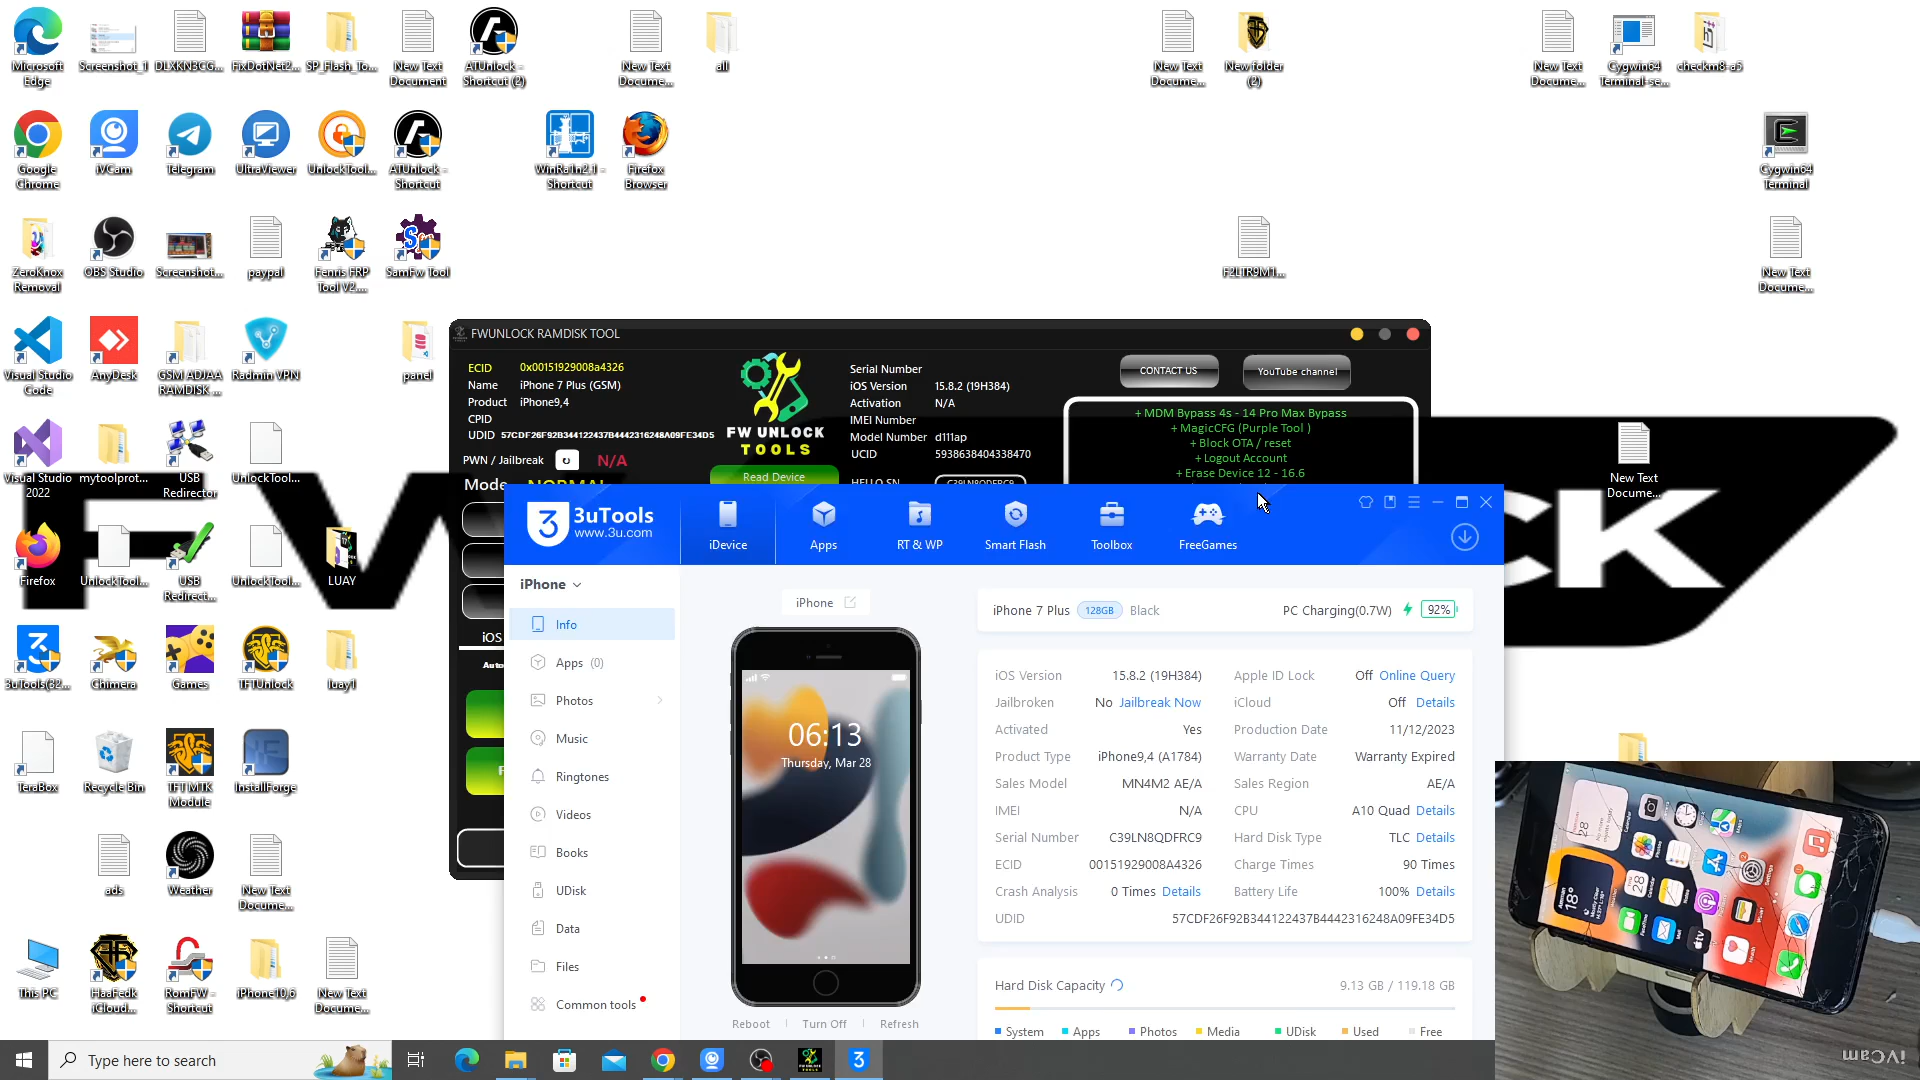 Microsoft
Edge
Screenshot_1
DLXKN3CG...
FixDotNet2...
SP_Flash_To...
New Text
Document
ATUnlock -
Shortcut (2)
New Text
Docume...
all
New Text
Docume...
New folder
(2)
New Text
Docume...
Cygwin64
Terminal-se...
checkm8-a5
Google
Chrome
iVCam
Telegram
UltraViewer
UnlockTool...
ATUnlock -
Shortcut
WinRa1n2.1 -
Shortcut
Firefox
Browser
Cygwin64
Terminal
ZeroKnox
Removal
OBS Studio
Screenshot...
paypal
Fenris FRP
Tool V2....
SamFw Tool
F2LTR9M1...
New Text
Docume...
Visual Studio
Code
AnyDesk
GSM ADJAA
RAMDISK ...
Radmin VPN
panel
Visual Studio
2022
mytoolprot...
USB
Redirector
UnlockTool...
New Text
Docume...
Firefox
UnlockTool...
USB
Redirect...
UnlockTool...
LUAY
3uTools(32...
Chimera
Games
TFTUnlock
luay1
TeraBox
Recycle Bin
TFT MTK
Module
InstallForge
ads
Weather
New Text
Docume...
This PC
HaaFedk
iCloud...
RomFW -
Shortcut
iPhone10,6
New Text
Docume...
FWUNLOCK RAMDISK TOOL
ECID 0x00151929008a4326
Name iPhone 7 Plus (GSM)
Product iPhone9,4
CPID
UDID 57CDF26F92B344122437B4442316248A09FE34D5
PWN / Jailbreak N/A
Mode NORMAL
FW UNLOCK
TOOLS
Read Device
Serial Number
iOS Version 15.8.2 (19H384)
Activation N/A
IMEI Number
Model Number d111ap
UCID 5938638404338470
HELLO SN C39LN8QDFRC9
CONTACT US
YouTube channel
+ MDM Bypass 4s - 14 Pro Max Bypass
+ MagicCFG (Purple Tool )
+ Block OTA / reset
+ Logout Account
+ Erase Device 12 - 16.6
iOS
3uTools
www.3u.com
iDevice
Apps
RT & WP
Smart Flash
Toolbox
FreeGames
iPhone
Info
Apps (0)
Photos
Music
Ringtones
Videos
Books
UDisk
Data
Files
Common tools
iPhone
06:13
Thursday, Mar 28
Reboot
Turn Off
Refresh
iPhone 7 Plus 128GB Black
PC Charging(0.7W) 92%
iOS Version 15.8.2 (19H384)
Apple ID Lock Off Online Query
Jailbroken No Jailbreak Now
iCloud Off Details
Activated Yes
Production Date 11/12/2023
Product Type iPhone9,4 (A1784)
Warranty Date Warranty Expired
Sales Model MN4M2 AE/A
Sales Region AE/A
IMEI N/A
CPU A10 Quad Details
Serial Number C39LN8QDFRC9
Hard Disk Type TLC Details
ECID 00151929008A4326
Charge Times 90 Times
Crash Analysis 0 Times Details
Battery Life 100% Details
UDID 57CDF26F92B344122437B4442316248A09FE34D5
Hard Disk Capacity 9.13 GB / 119.18 GB
System Apps Photos Media UDisk Used Free
Type here to search
iVCam